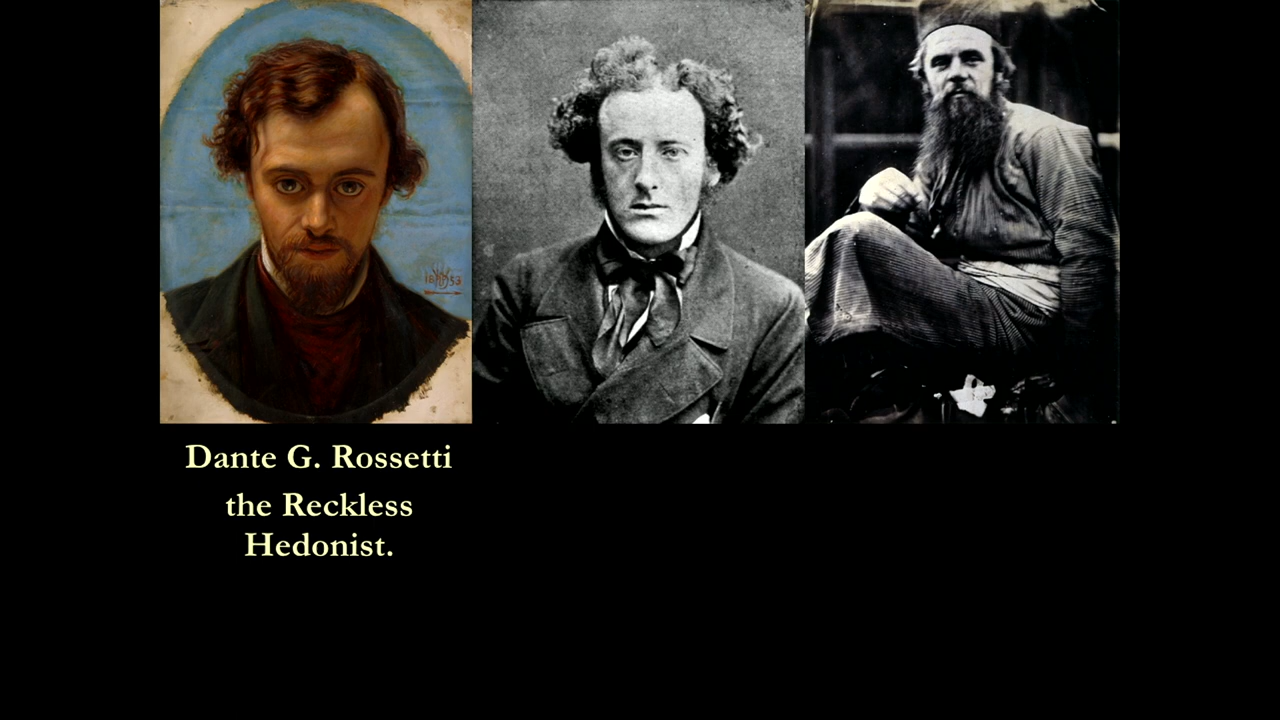 Dante G. Rossetti
the Reckless
Hedonist.